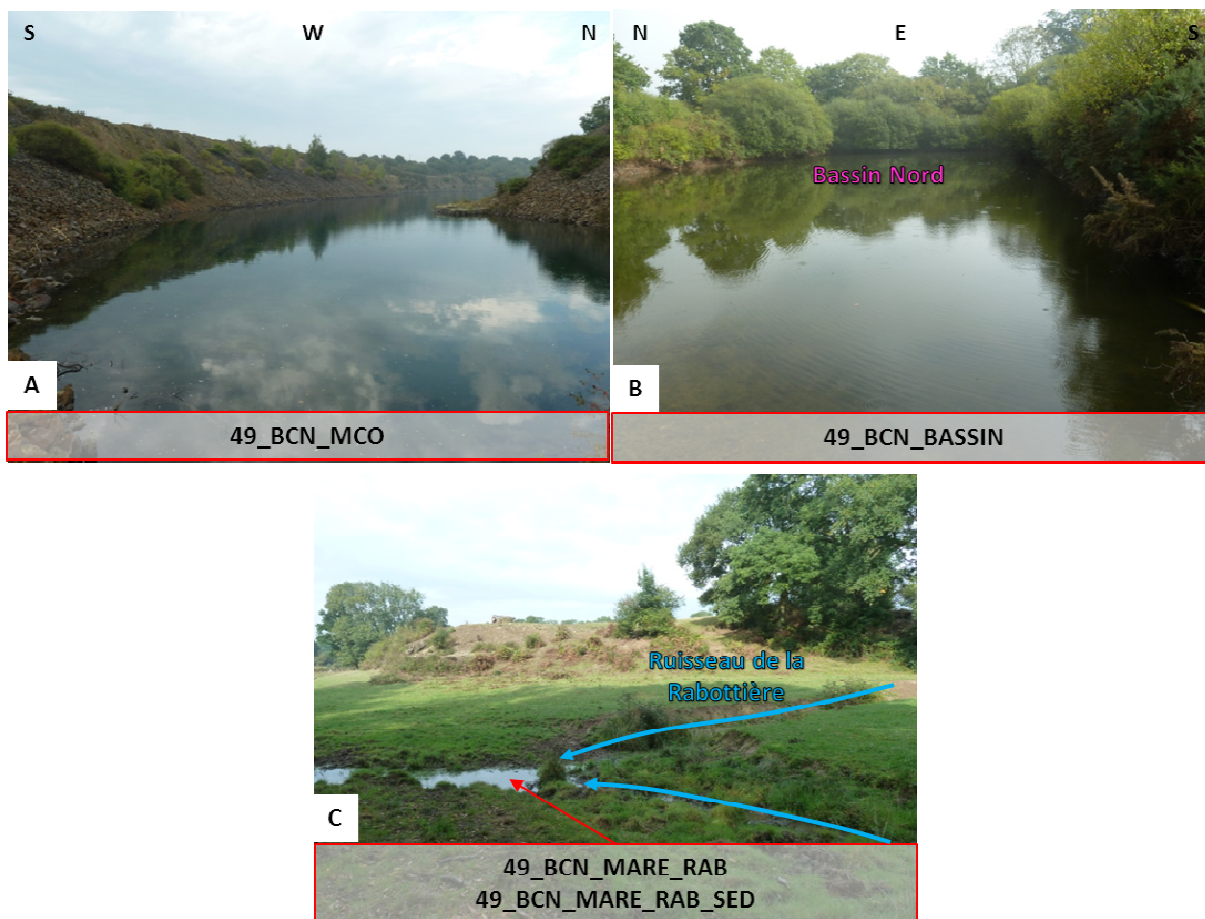 S W N
N E S
Bassin Nord
A
B
49_BCN_MCO
49_BCN_BASSIN
Ruisseau de la
Rabottière
C
49_BCN_MARE_RAB
49_BCN_MARE_RAB_SED